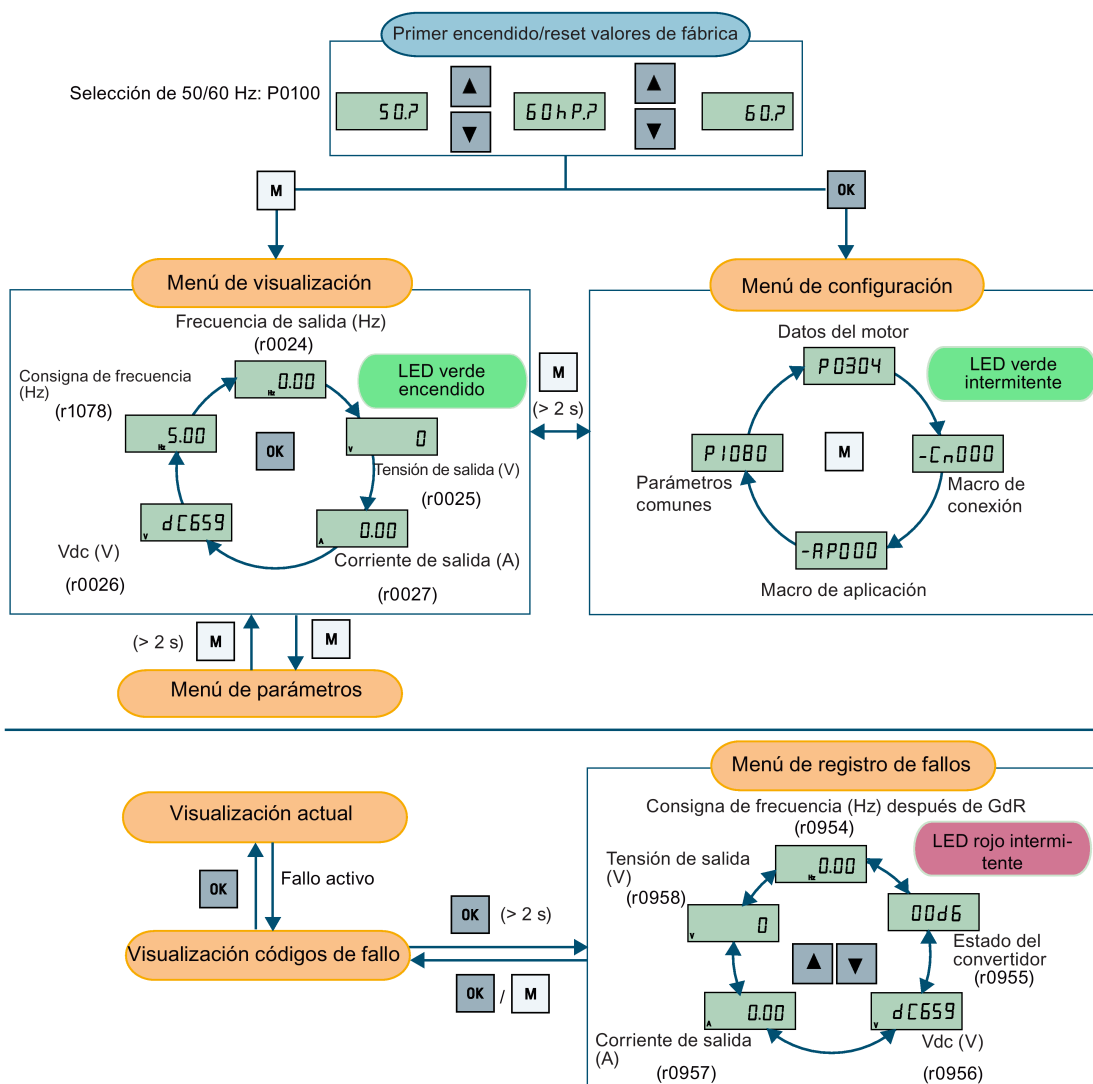 Primer encendido/reset valores de fábrica
Selección de 50/60 Hz: P0100
50.?
60hP.?
60.?
M
OK
Menú de visualización
Frecuencia de salida (Hz)
(r0024)
Hz 0.00
LED verde
encendido
Consigna de frecuencia
(Hz)
(r1078)
Hz 5.00
OK
V 0
Tensión de salida (V)
(r0025)
V dC659
A 0.00
Vdc (V)
(r0026)
Corriente de salida (A)
(r0027)
M
(> 2 s)
Menú de configuración
Datos del motor
P0304
LED verde
intermitente
P1080
M
-Cn000
Parámetros
comunes
Macro de
conexión
-AP000
Macro de aplicación
(> 2 s)
M
M
Menú de parámetros
Visualización actual
OK
Fallo activo
Visualización códigos de fallo
OK
(> 2 s)
OK / M
Menú de registro de fallos
Consigna de frecuencia (Hz) después de GdR
(r0954)
Hz 0.00
LED rojo intermi-
tente
Tensión de salida
(V)
(r0958)
V 0
00d6
Estado del
convertidor
(r0955)
A 0.00
V dC659
Corriente de salida
(A)
(r0957)
Vdc (V)
(r0956)